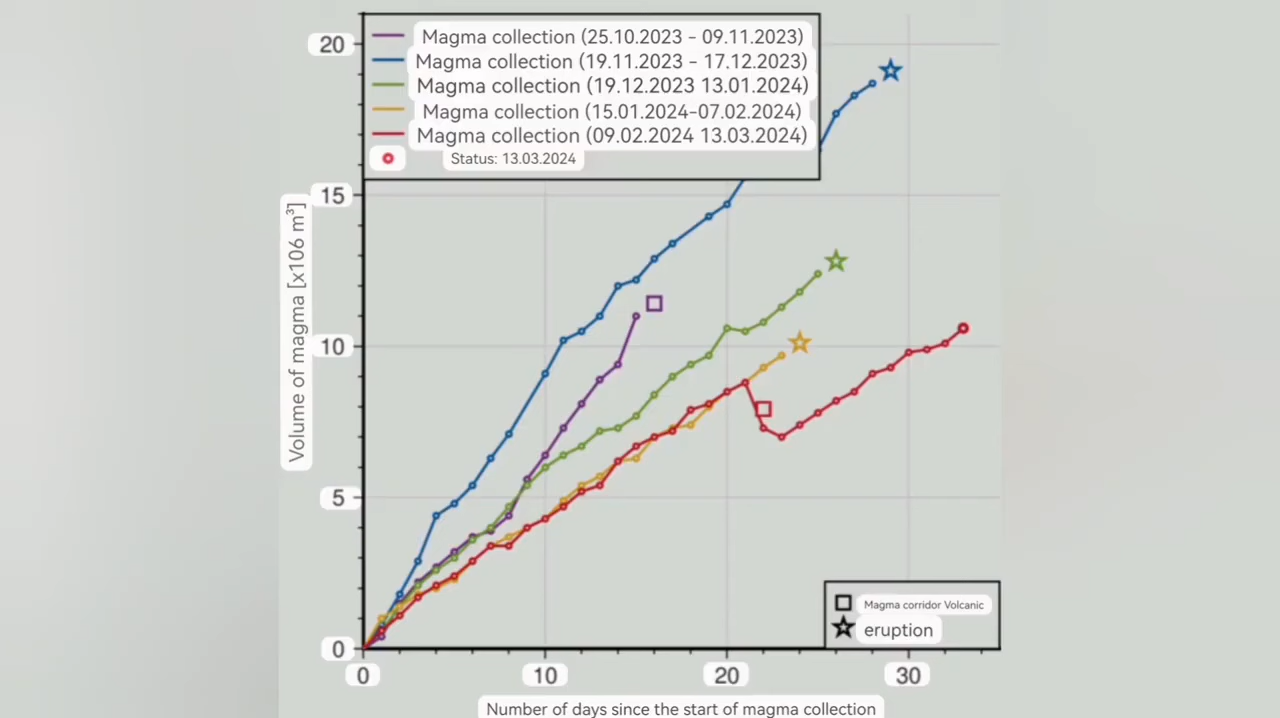 Magma collection (25.10.2023 - 09.11.2023)
Magma collection (19.11.2023 - 17.12.2023)
Magma collection (19.12.2023 13.01.2024)
Magma collection (15.01.2024-07.02.2024)
Magma collection (09.02.2024 13.03.2024)
Status: 13.03.2024
20
15
10
5
0
Volume of magma [x106 m³]
Magma corridor Volcanic
eruption
0 10 20 30
Number of days since the start of magma collection